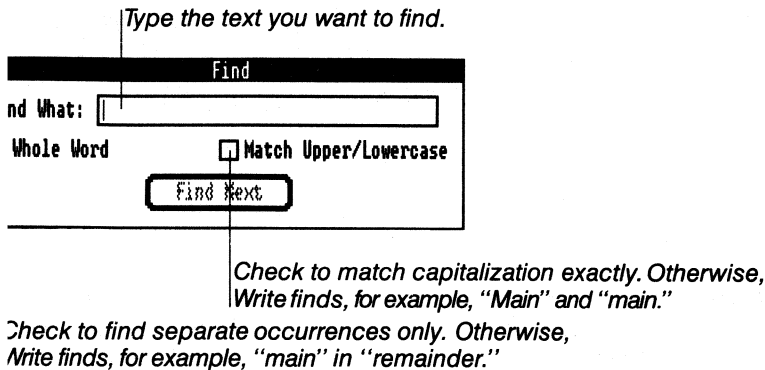 Type the text you want to find.
Find
nd What:
Whole Word Match Upper/Lowercase
Find Next
Check to match capitalization exactly. Otherwise,
Write finds, for example, "Main" and "main."
Check to find separate occurrences only. Otherwise,
Write finds, for example, "main" in "remainder."